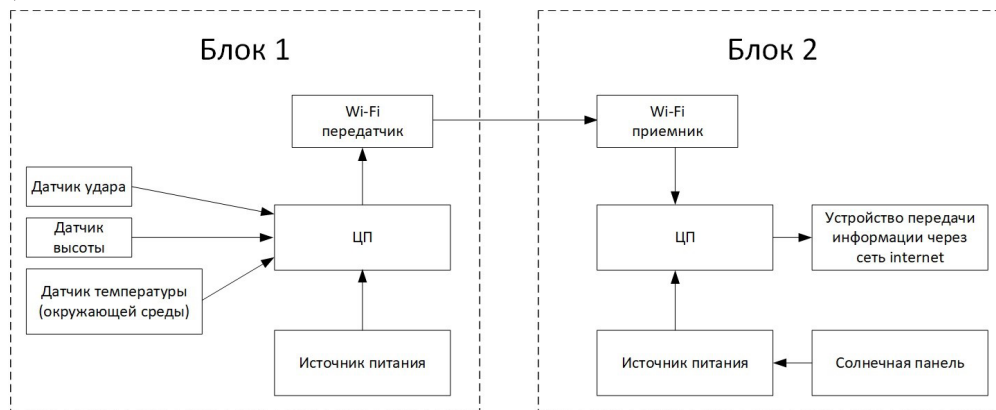 Блок 1
Wi-Fi
передатчик
Датчик удара
Датчик
высоты
Датчик температуры
(окружающей среды)
ЦП
Источник питания
Блок 2
Wi-Fi
приемник
ЦП
Устройство передачи
информации через
сеть internet
Источник питания
Солнечная панель